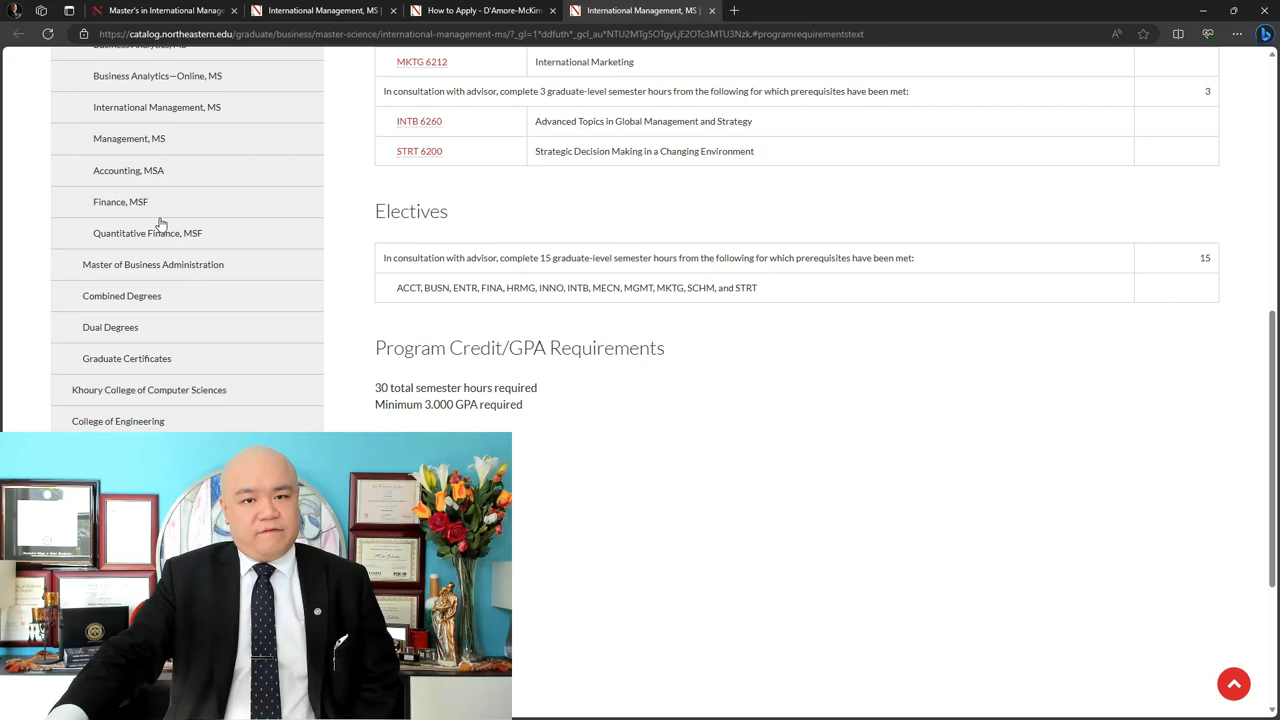 Master's in International Manag
International Management, MS |
How to Apply - D'Amore-McKim
International Management, MS |
https://catalog.northeastern.edu/graduate/business/master-science/international-management-ms/?_gl=1*ddfuth*_gcl_au*NTU2MTg5OTgyLjE2OTc3MTU3Nzk.#programrequirementstext
Business Analytics, MS
Business Analytics—Online, MS
International Management, MS
Management, MS
Accounting, MSA
Finance, MSF
Quantitative Finance, MSF
Master of Business Administration
Combined Degrees
Dual Degrees
Graduate Certificates
Khoury College of Computer Sciences
College of Engineering
MKTG 6212 International Marketing
In consultation with advisor, complete 3 graduate-level semester hours from the following for which prerequisites have been met: 3
INTB 6260 Advanced Topics in Global Management and Strategy
STRT 6200 Strategic Decision Making in a Changing Environment
Electives
In consultation with advisor, complete 15 graduate-level semester hours from the following for which prerequisites have been met: 15
ACCT, BUSN, ENTR, FINA, HRMG, INNO, INTB, MECN, MGMT, MKTG, SCHM, and STRT
Program Credit/GPA Requirements
30 total semester hours required
Minimum 3.000 GPA required